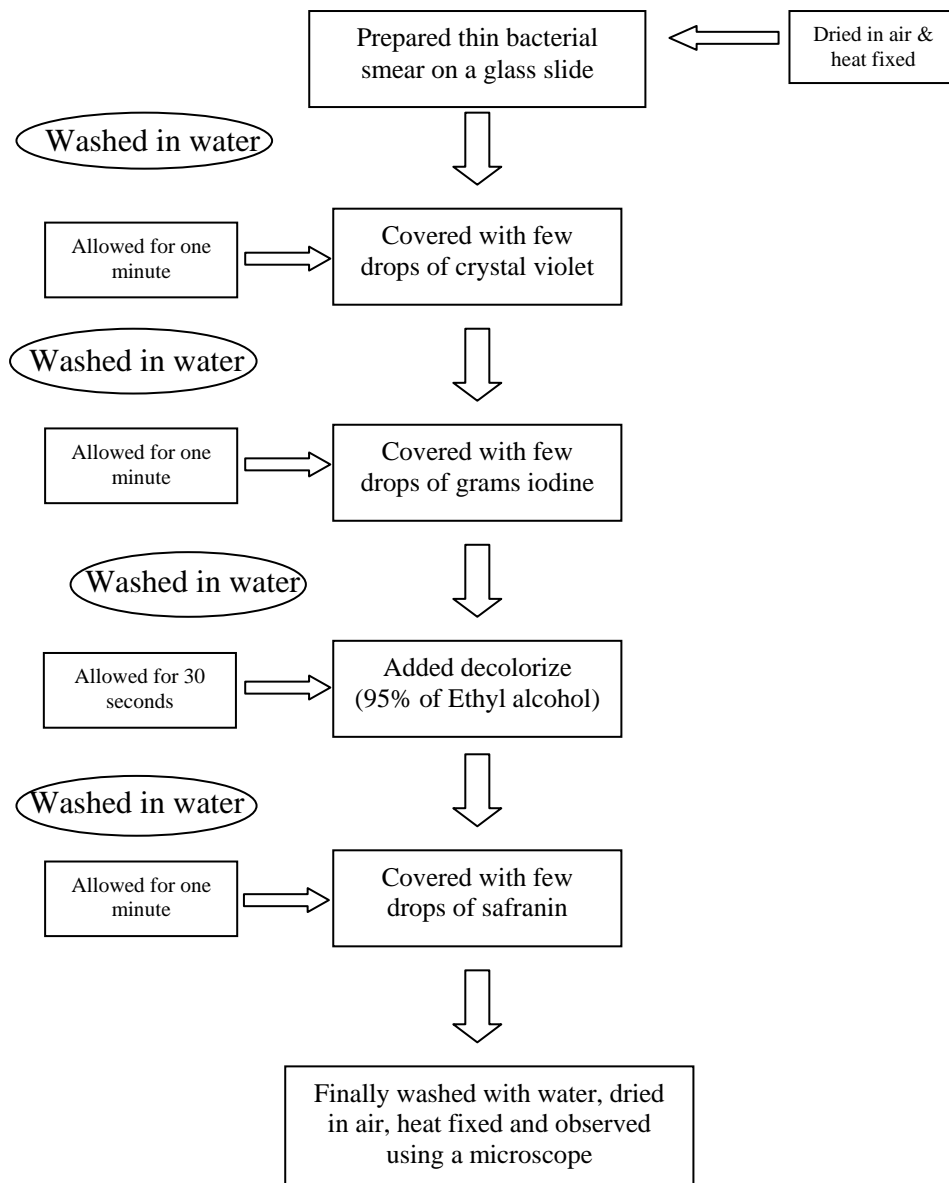 Prepared thin bacterial
smear on a glass slide
Dried in air &
heat fixed
Washed in water
Allowed for one
minute
Covered with few
drops of crystal violet
Washed in water
Allowed for one
minute
Covered with few
drops of grams iodine
Washed in water
Allowed for 30
seconds
Added decolorize
(95% of Ethyl alcohol)
Washed in water
Allowed for one
minute
Covered with few
drops of safranin
Finally washed with water, dried
in air, heat fixed and observed
using a microscope